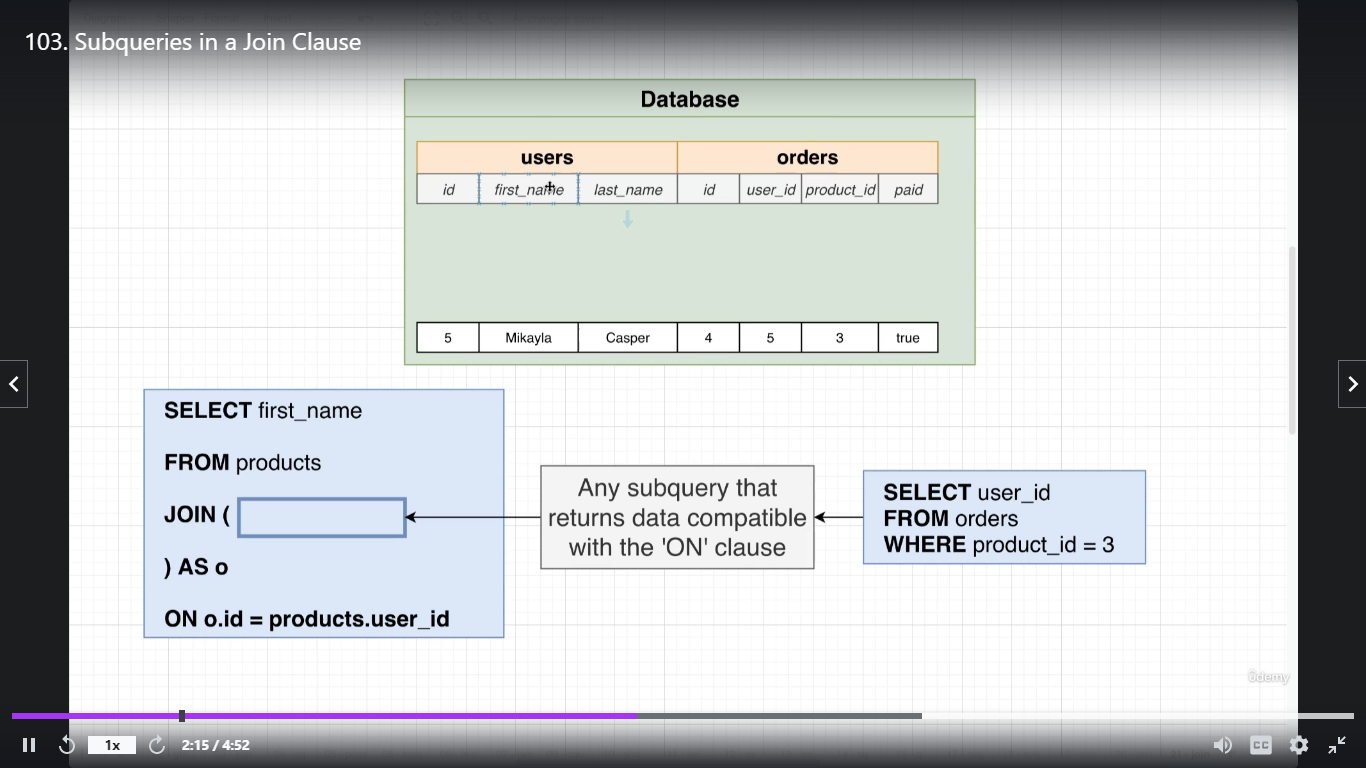 103. Subqueries in a Join Clause
Database
users orders
id first_name last_name id user_id product_id paid
5 Mikayla Casper 4 5 3 true
SELECT first_name
FROM products
JOIN (
) AS o
ON o.id = products.user_id
Any subquery that
returns data compatible
with the 'ON' clause
SELECT user_id
FROM orders
WHERE product_id = 3
ûdemy
1x 2:15 / 4:52
CC